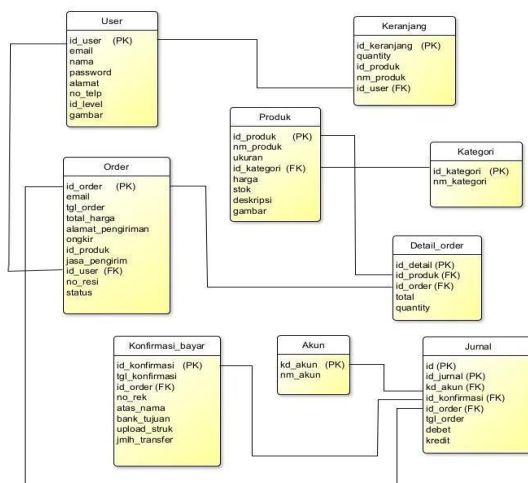 User
id_user (PK)
email
nama
password
alamat
no_telp
id_level
gambar
Keranjang
id_keranjang (PK)
quantity
id_produk
nm_produk
id_user (FK)
Produk
id_produk (PK)
nm_produk
ukuran
id_kategori (FK)
harga
stok
deskripsi
gambar
Kategori
id_kategori (PK)
nm_kategori
Order
id_order (PK)
email
tgl_order
total_harga
alamat_pengiriman
ongkir
id_produk
jasa_pengirim
id_user (FK)
no_resi
status
Detail_order
id_detail (PK)
id_produk (FK)
id_order (FK)
total
quantity
Konfirmasi_bayar
id_konfirmasi (PK)
tgl_konfirmasi
id_order (FK)
no_rek
atas_nama
bank_tujuan
upload_struk
jmlh_transfer
Akun
kd_akun (PK)
nm_akun
Jurnal
id (PK)
id_jurnal (PK)
kd_akun (FK)
id_konfirmasi (FK)
id_order (FK)
tgl_order
debet
kredit